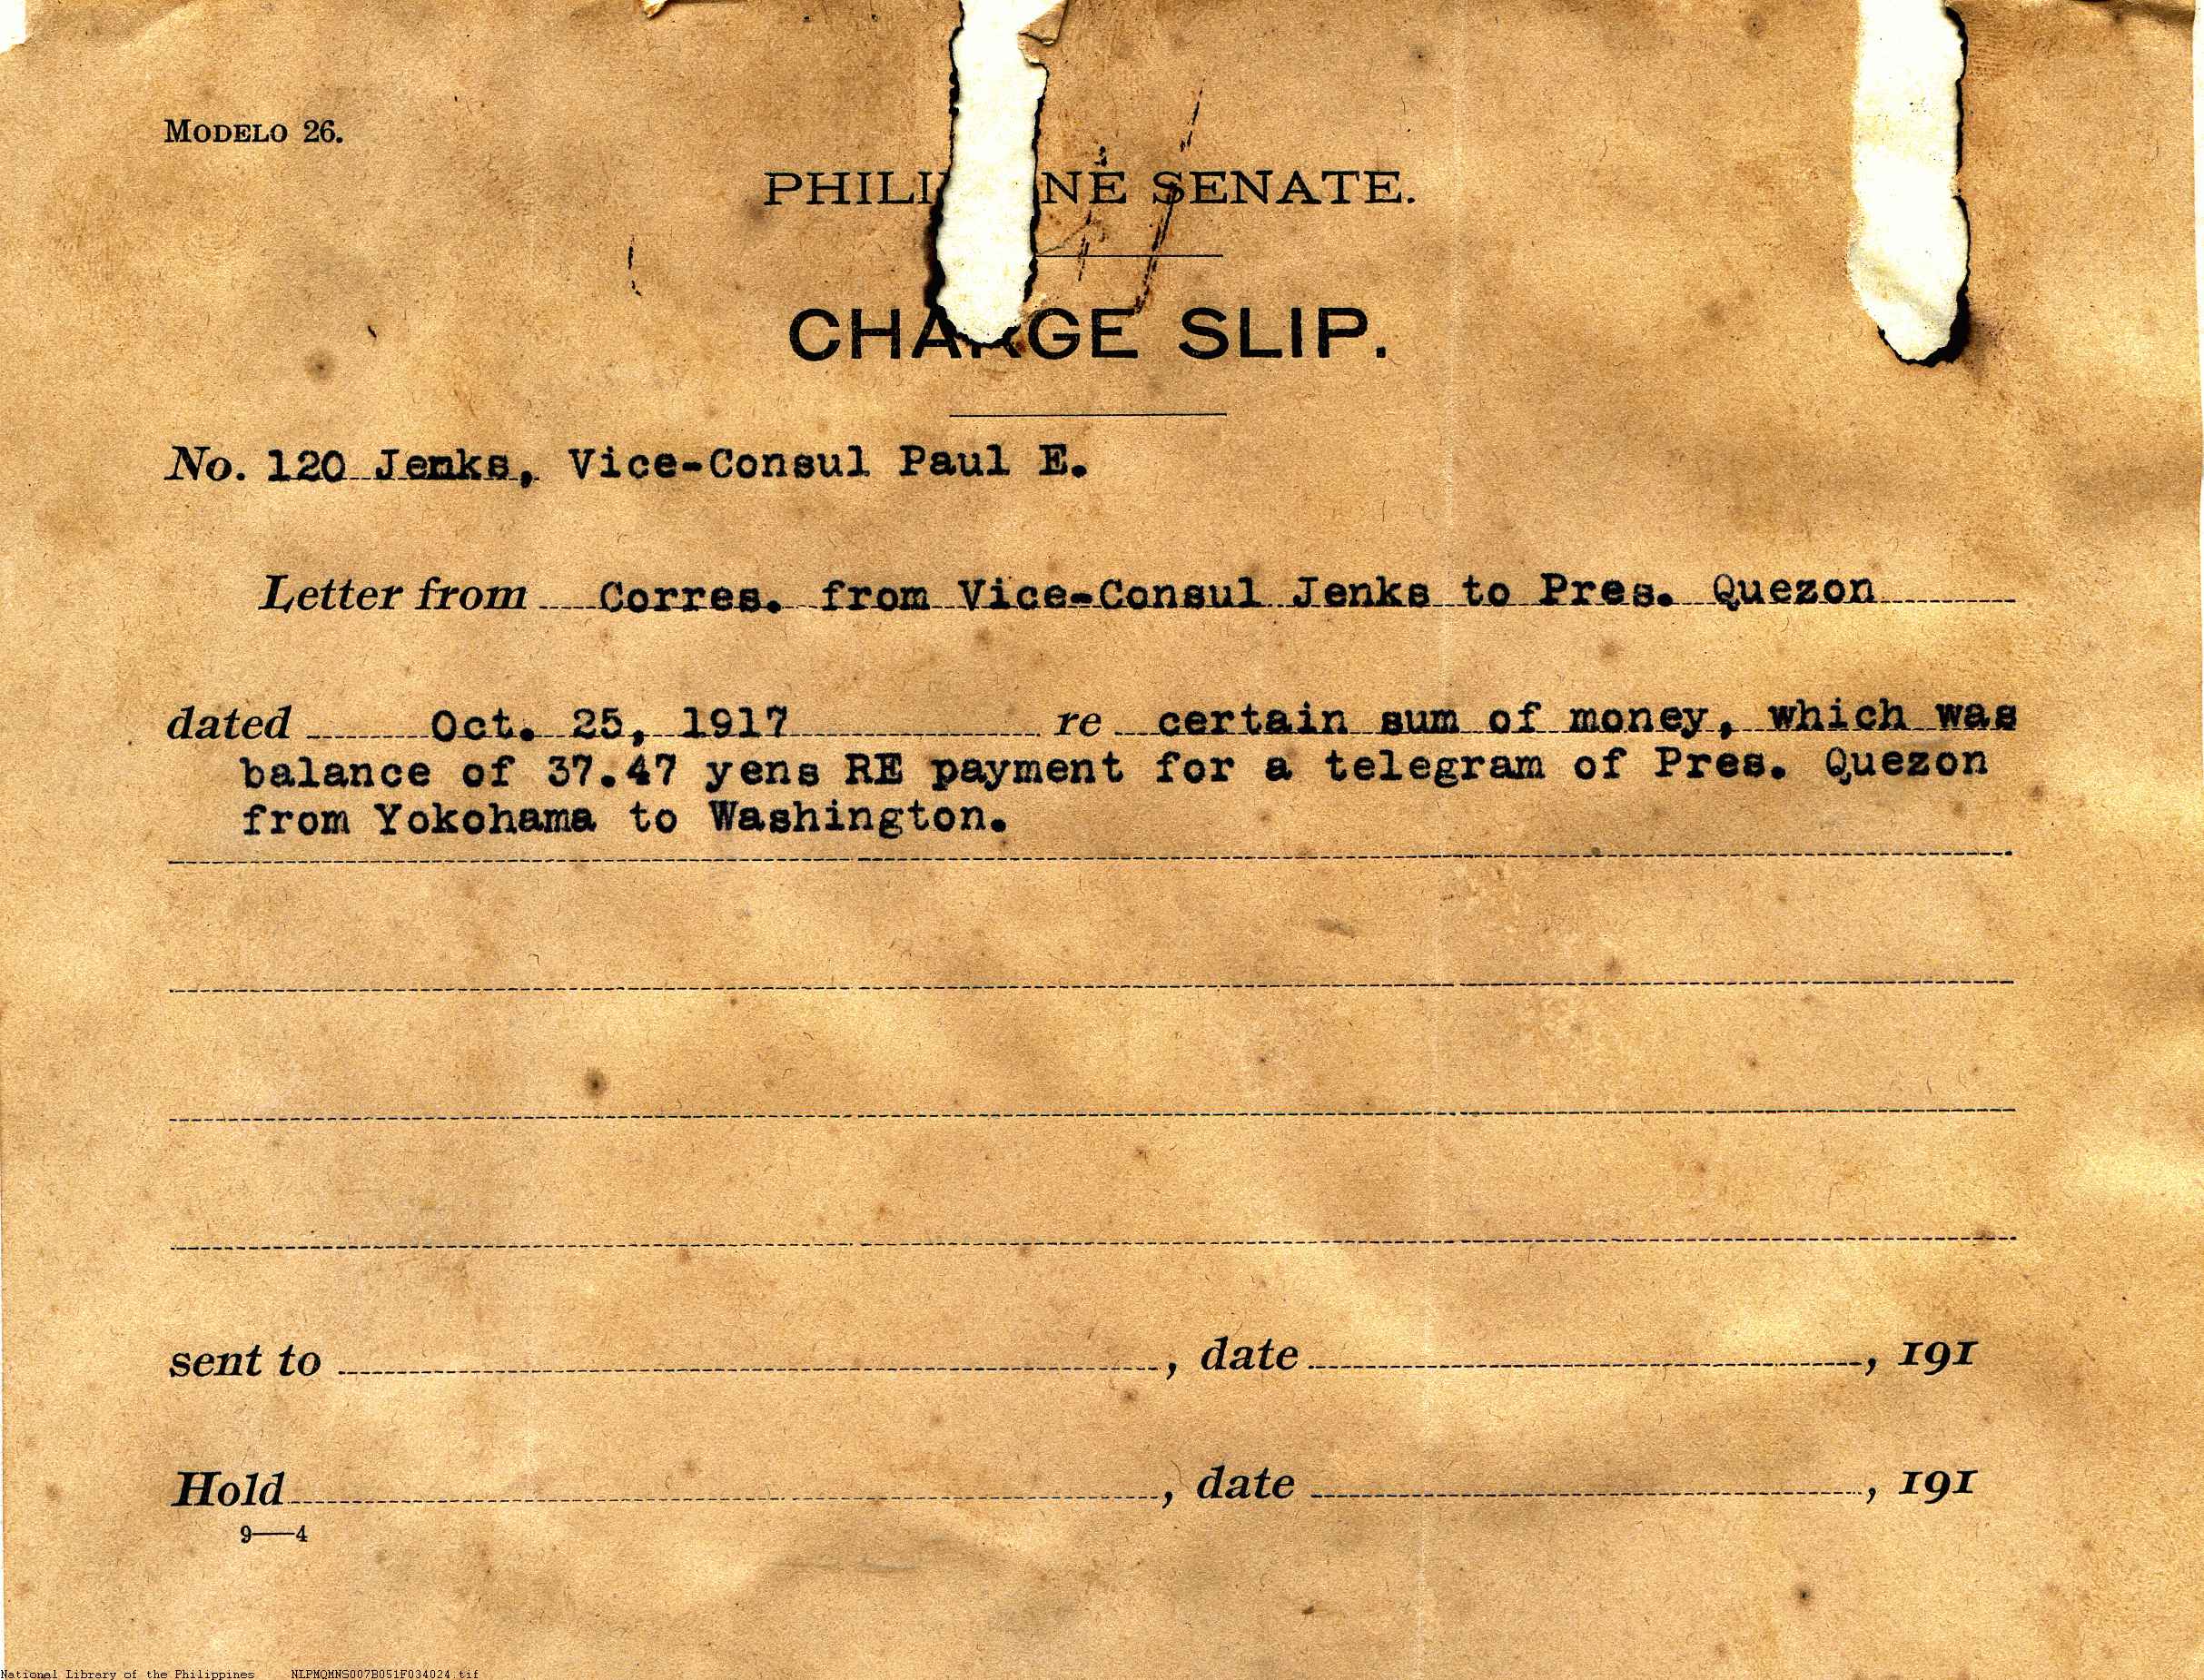 MODELO 26.
PHILI NE SENATE.
CHARGE SLIP.
No. 120 Jenks, Vice-Consul Paul E.
Letter from Corres. from Vice-Consul Jenks to Pres. Quezon
dated Oct. 25, 1917 re certain sum of money, which was
balance of 37.47 yens RE payment for a telegram of Pres. Quezon
from Yokohama to Washington.
sent to , date , 191
Hold , date , 191
9—4
National Library of the Philippines NLPMQMNS007B051F034024.tif